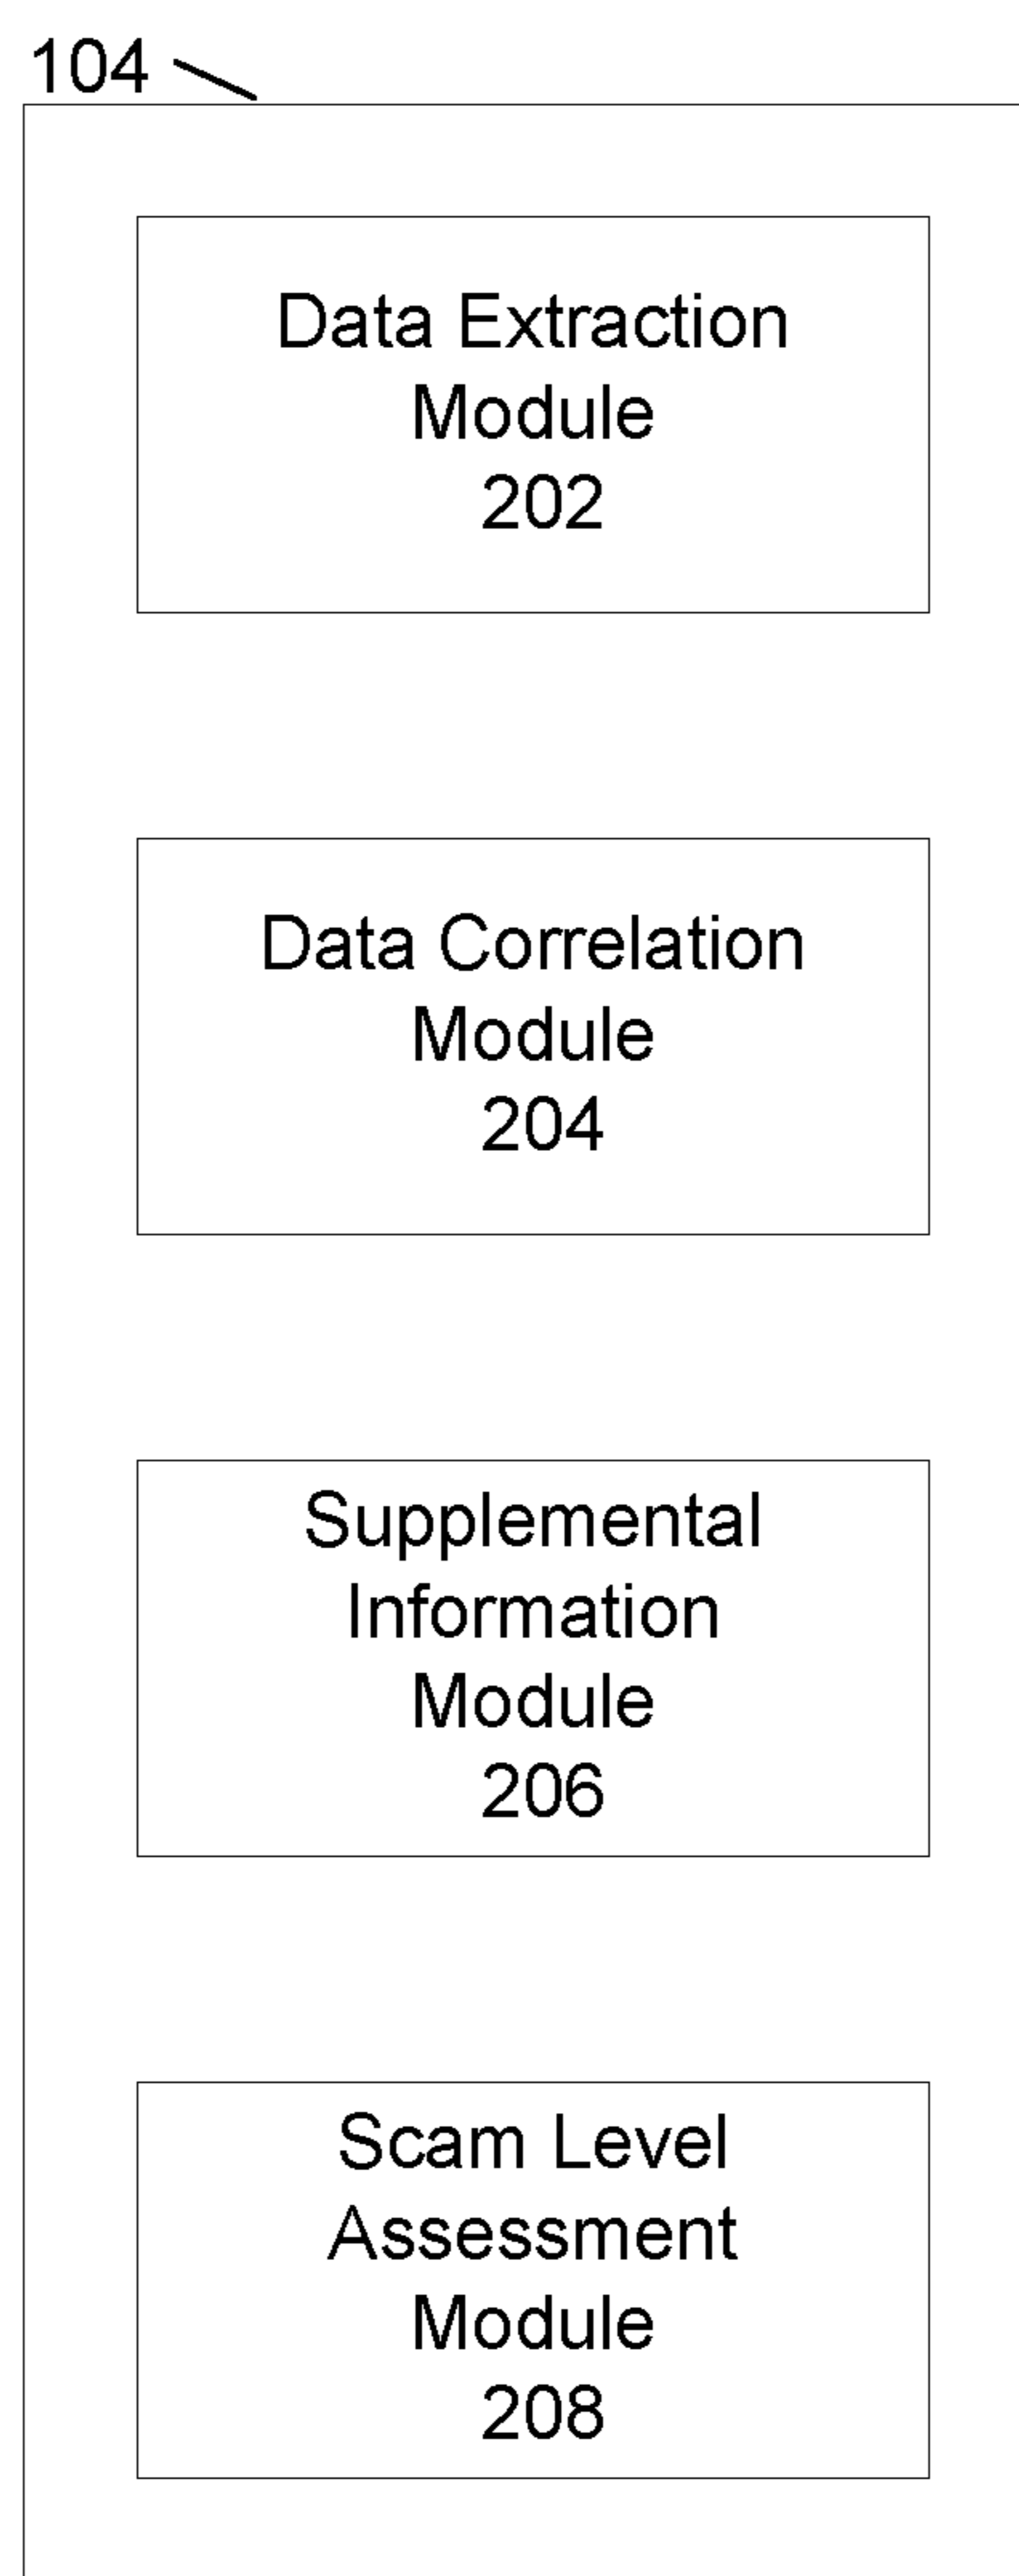 104
Data Extraction
Module
202
Data Correlation
Module
204
Supplemental
Information
Module
206
Scam Level
Assessment
Module
208